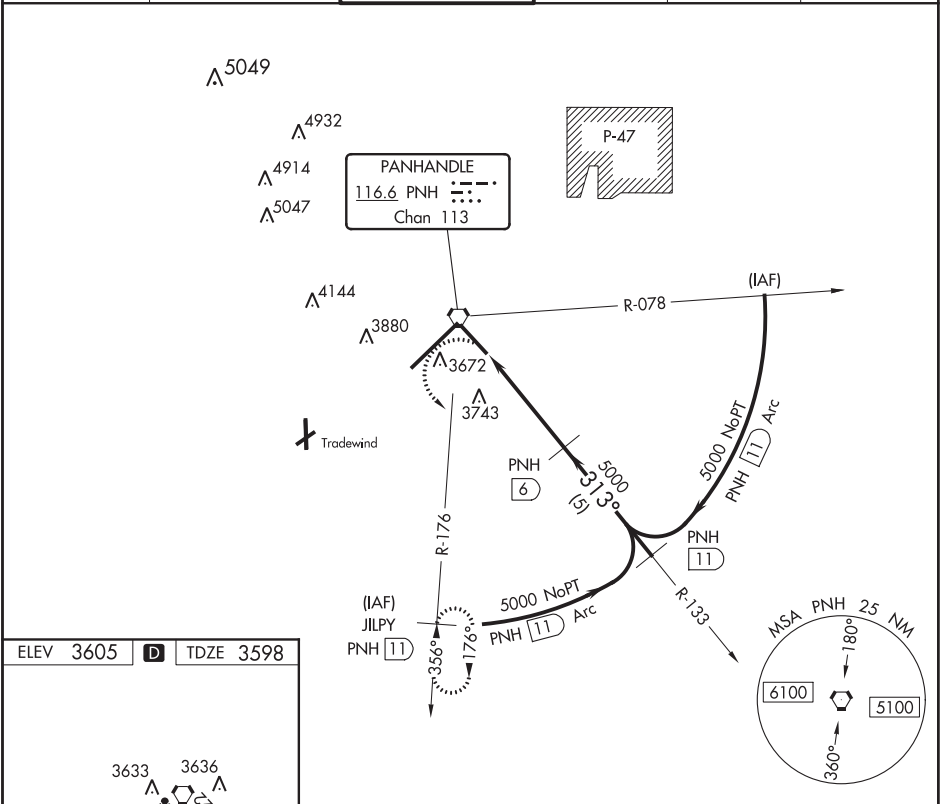 5049
4932
P-47
4914
PANHANDLE
116.6 PNH
Chan 113
5047
(IAF)
4144
R-078
3880
3672
3743
5000 NoPT
PNH 11 Arc
Tradewind
PNH
6
5000
313°
(5)
R-176
PNH
11
(IAF)
JILPY
PNH 11
5000 NoPT
PNH 11 Arc
R-133
356°
176°
MSA PNH 25 NM
180°
6100
5100
360°
ELEV 3605 D TDZE 3598
3633
3636